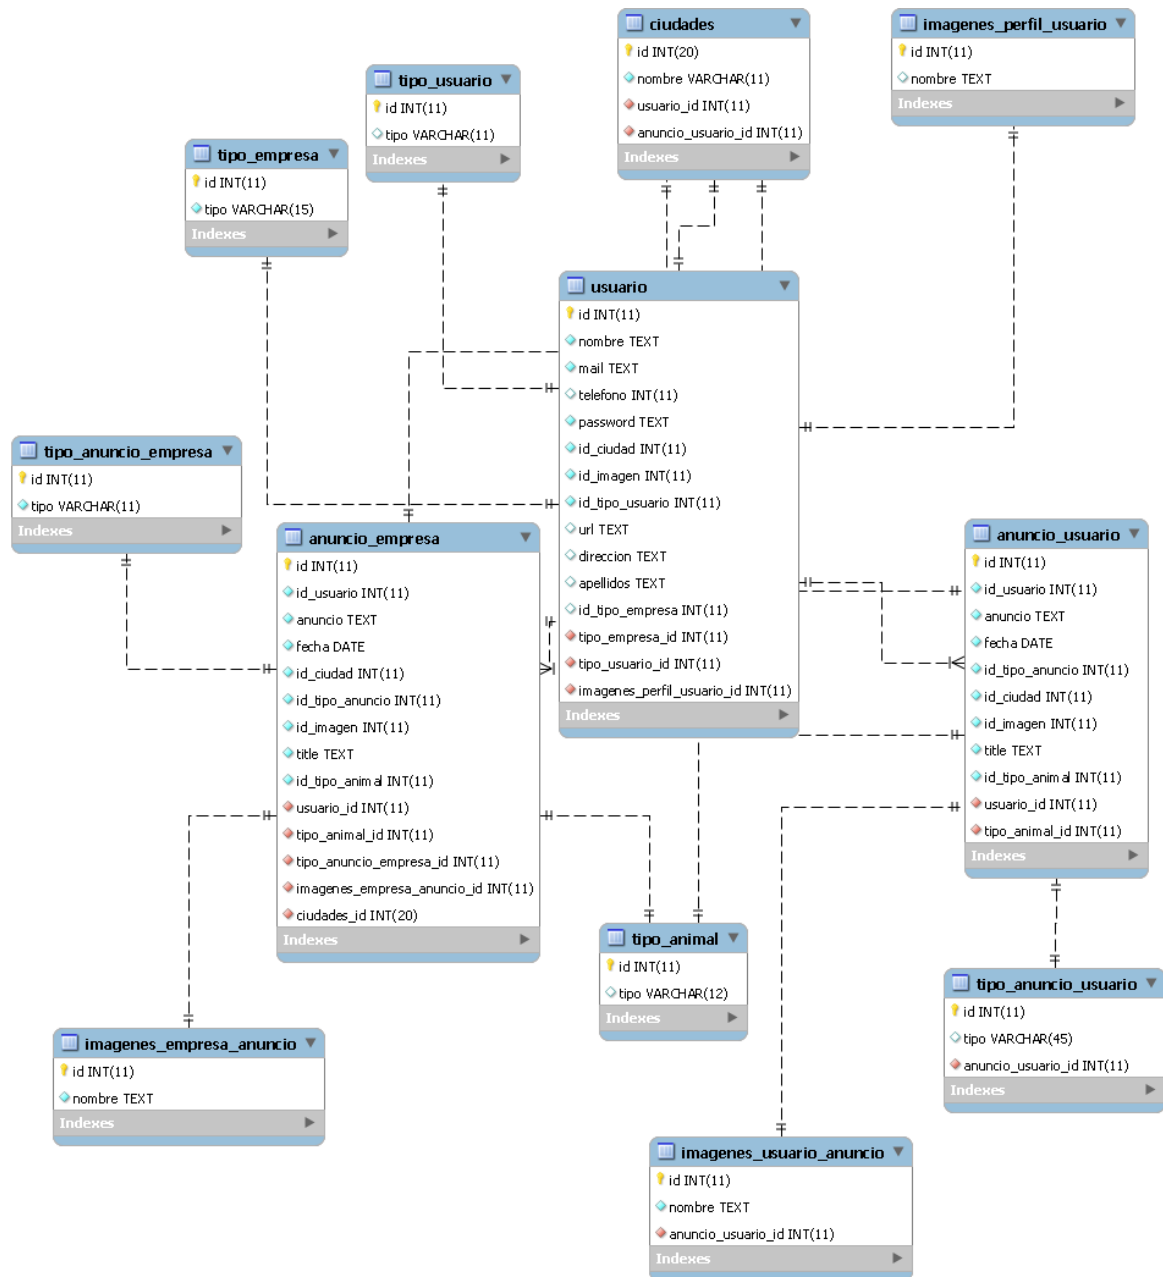 ciudades
id INT(20)
nombre VARCHAR(11)
usuario_id INT(11)
anuncio_usuario_id INT(11)
imagenes_perfil_usuario
id INT(11)
nombre TEXT
Indexes
tipo_usuario
id INT(11)
tipo VARCHAR(11)
Indexes
Indexes
tipo_empresa
id INT(11)
tipo VARCHAR(15)
Indexes
usuario
id INT(11)
nombre TEXT
mail TEXT
telefono INT(11)
password TEXT
id_ciudad INT(11)
id_imagen INT(11)
id_tipo_usuario INT(11)
url TEXT
direccion TEXT
apellidos TEXT
id_tipo_empresa INT(11)
tipo_empresa_id INT(11)
tipo_usuario_id INT(11)
imagenes_perfil_usuario_id INT(11)
Indexes
tipo_anuncio_empresa
id INT(11)
tipo VARCHAR(11)
Indexes
anuncio_empresa
id INT(11)
id_usuario INT(11)
anuncio TEXT
fecha DATE
id_ciudad INT(11)
id_tipo_anuncio INT(11)
id_imagen INT(11)
title TEXT
id_tipo_animal INT(11)
usuario_id INT(11)
tipo_animal_id INT(11)
tipo_anuncio_empresa_id INT(11)
imagenes_empresa_anuncio_id INT(11)
ciudades_id INT(20)
Indexes
anuncio_usuario
id INT(11)
id_usuario INT(11)
anuncio TEXT
fecha DATE
id_tipo_anuncio INT(11)
id_ciudad INT(11)
id_imagen INT(11)
title TEXT
id_tipo_animal INT(11)
usuario_id INT(11)
tipo_animal_id INT(11)
Indexes
tipo_animal
id INT(11)
tipo VARCHAR(12)
Indexes
tipo_anuncio_usuario
id INT(11)
tipo VARCHAR(45)
anuncio_usuario_id INT(11)
Indexes
imagenes_empresa_anuncio
id INT(11)
nombre TEXT
Indexes
imagenes_usuario_anuncio
id INT(11)
nombre TEXT
anuncio_usuario_id INT(11)
Indexes